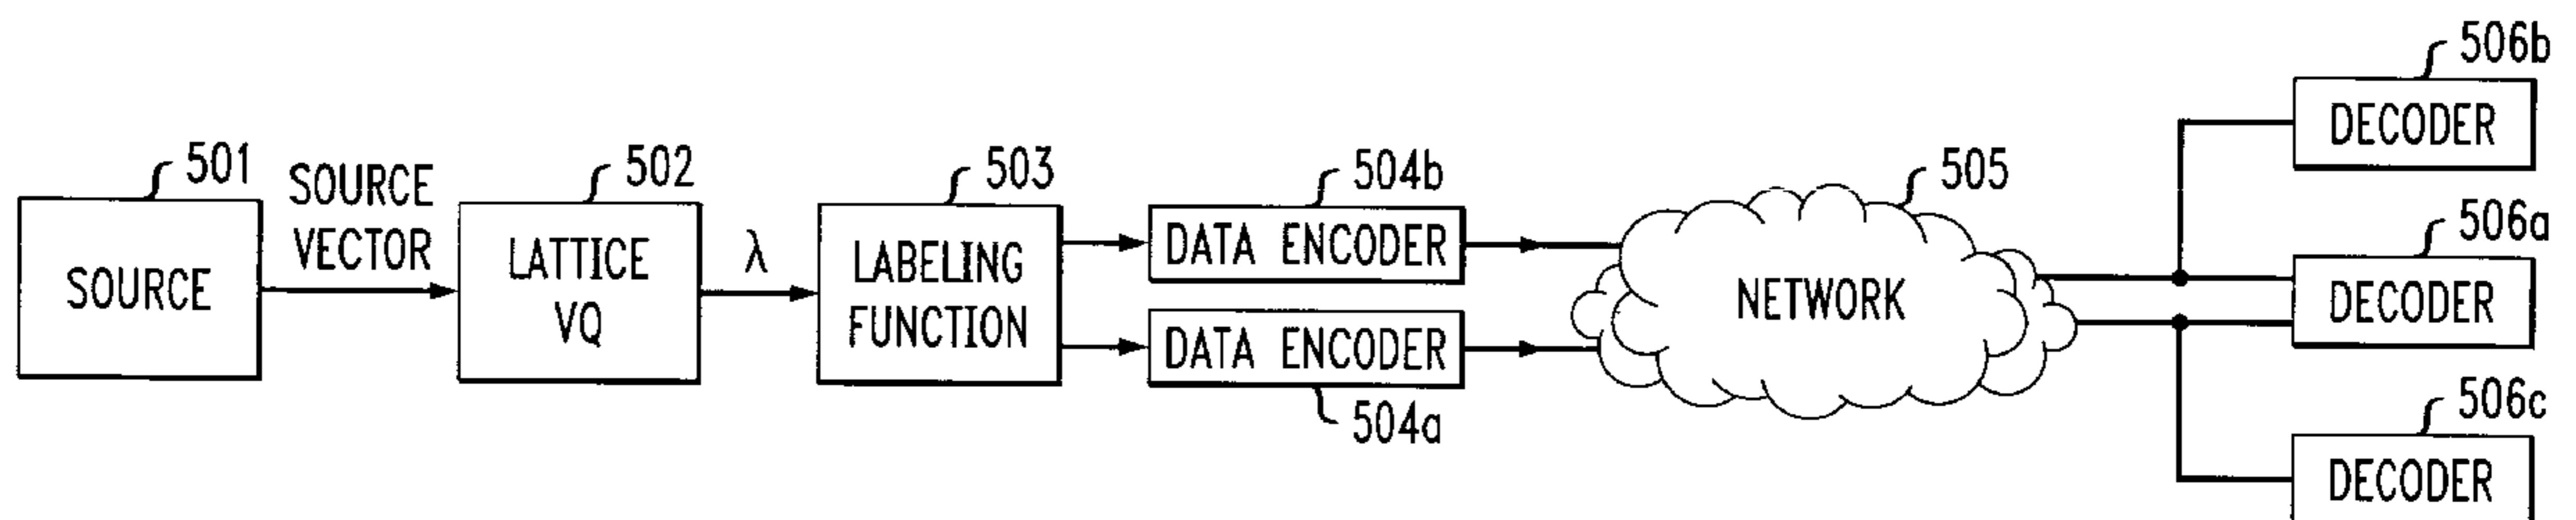 501
SOURCE
SOURCE
VECTOR
502
LATTICE
VQ
λ
503
LABELING
FUNCTION
504b
DATA ENCODER
DATA ENCODER
504a
505
NETWORK
506b
DECODER
506a
DECODER
506c
DECODER